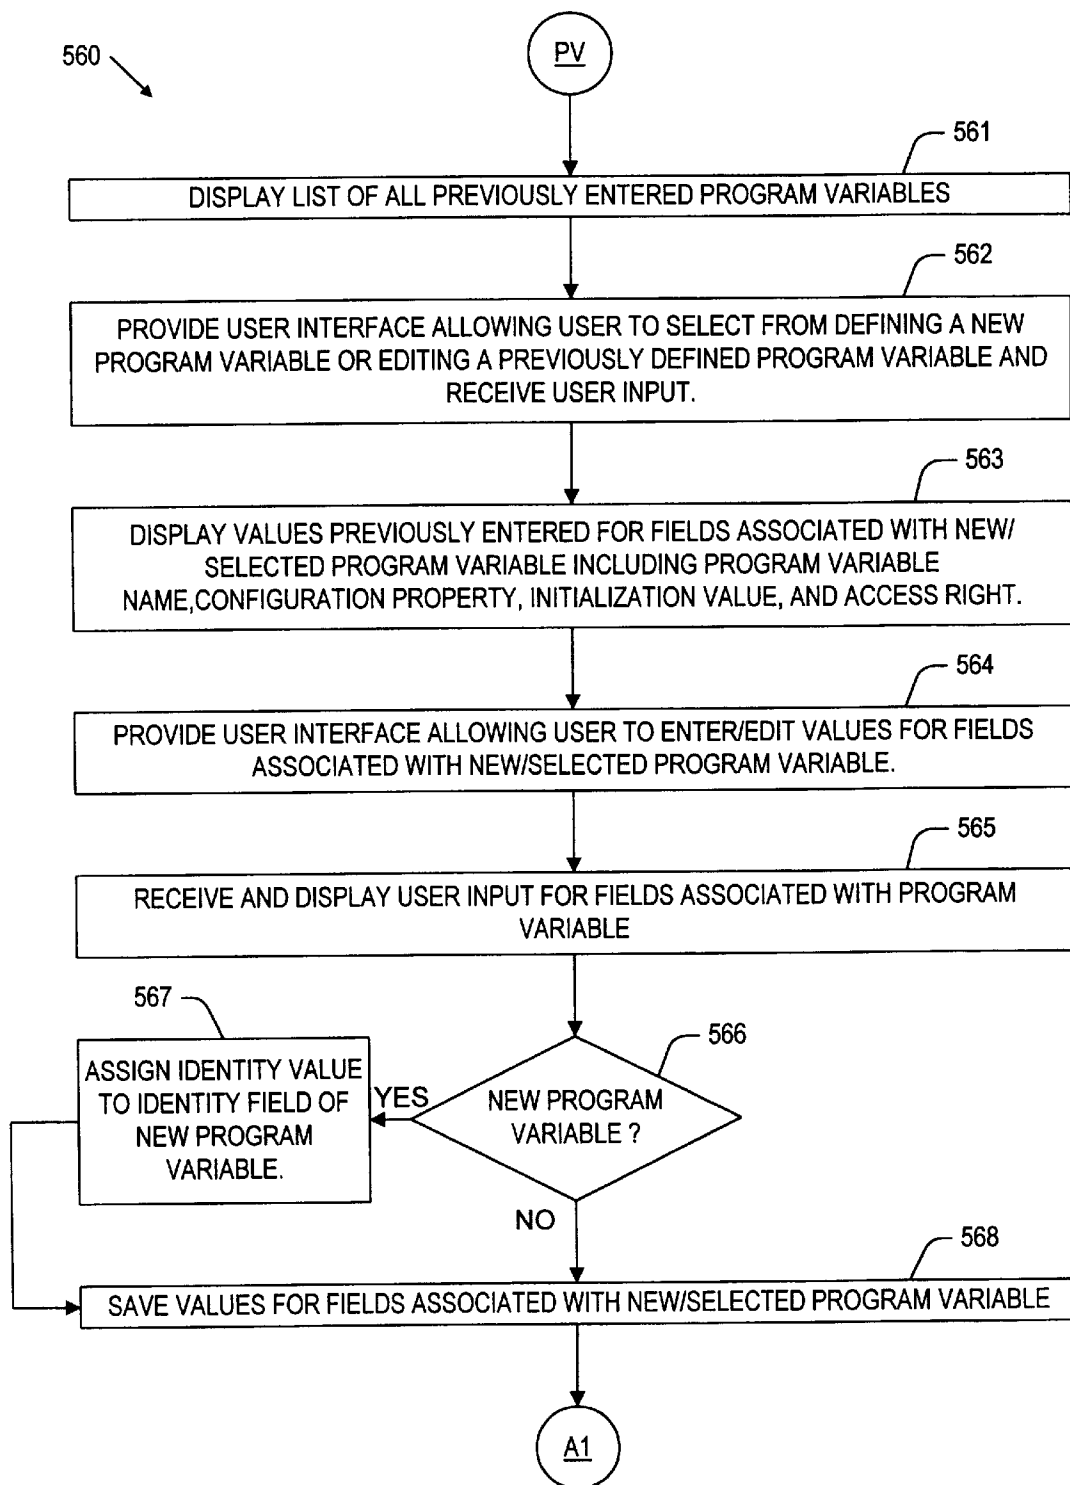 PV
560
561
DISPLAY LIST OF ALL PREVIOUSLY ENTERED PROGRAM VARIABLES
562
PROVIDE USER INTERFACE ALLOWING USER TO SELECT FROM DEFINING A NEW
PROGRAM VARIABLE OR EDITING A PREVIOUSLY DEFINED PROGRAM VARIABLE AND
RECEIVE USER INPUT.
563
DISPLAY VALUES PREVIOUSLY ENTERED FOR FIELDS ASSOCIATED WITH NEW/
SELECTED PROGRAM VARIABLE INCLUDING PROGRAM VARIABLE
NAME,CONFIGURATION PROPERTY, INITIALIZATION VALUE, AND ACCESS RIGHT.
564
PROVIDE USER INTERFACE ALLOWING USER TO ENTER/EDIT VALUES FOR FIELDS
ASSOCIATED WITH NEW/SELECTED PROGRAM VARIABLE.
565
RECEIVE AND DISPLAY USER INPUT FOR FIELDS ASSOCIATED WITH PROGRAM
VARIABLE
567
ASSIGN IDENTITY VALUE
TO IDENTITY FIELD OF
NEW PROGRAM
VARIABLE.
YES
566
NEW PROGRAM
VARIABLE ?
NO
568
SAVE VALUES FOR FIELDS ASSOCIATED WITH NEW/SELECTED PROGRAM VARIABLE
A1